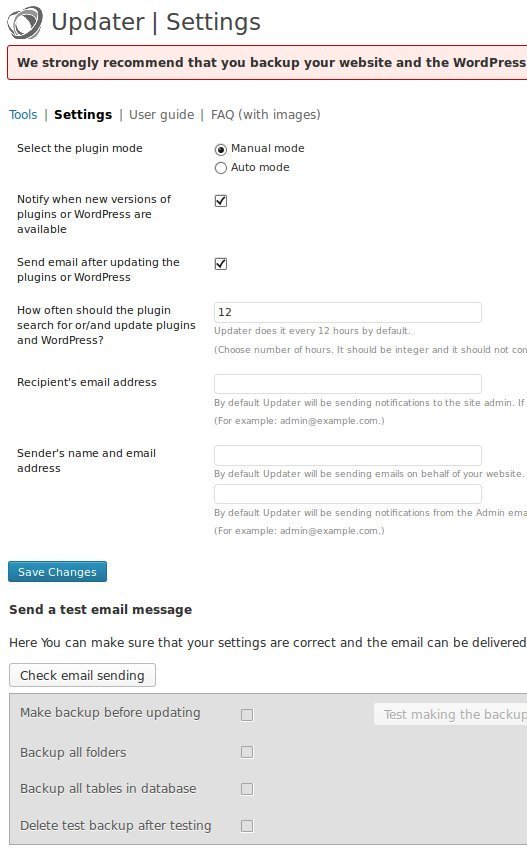 Updater | Settings
We strongly recommend that you backup your website and the WordPress
Tools | Settings | User guide | FAQ (with images)
Select the plugin mode
Manual mode
Auto mode
Notify when new versions of
plugins or WordPress are
available
Send email after updating the
plugins or WordPress
How often should the plugin
search for or/and update plugins
and WordPress?
12
Updater does it every 12 hours by default.
(Choose number of hours. It should be integer and it should not con
Recipient's email address
By default Updater will be sending notifications to the site admin. If
(For example: admin@example.com.)
Sender's name and email
address
By default Updater will be sending emails on behalf of your website.
By default Updater will be sending notifications from the Admin ema
(For example: admin@example.com.)
Save Changes
Send a test email message
Here You can make sure that your settings are correct and the email can be delivered
Check email sending
Make backup before updating
Test making the backup
Backup all folders
Backup all tables in database
Delete test backup after testing